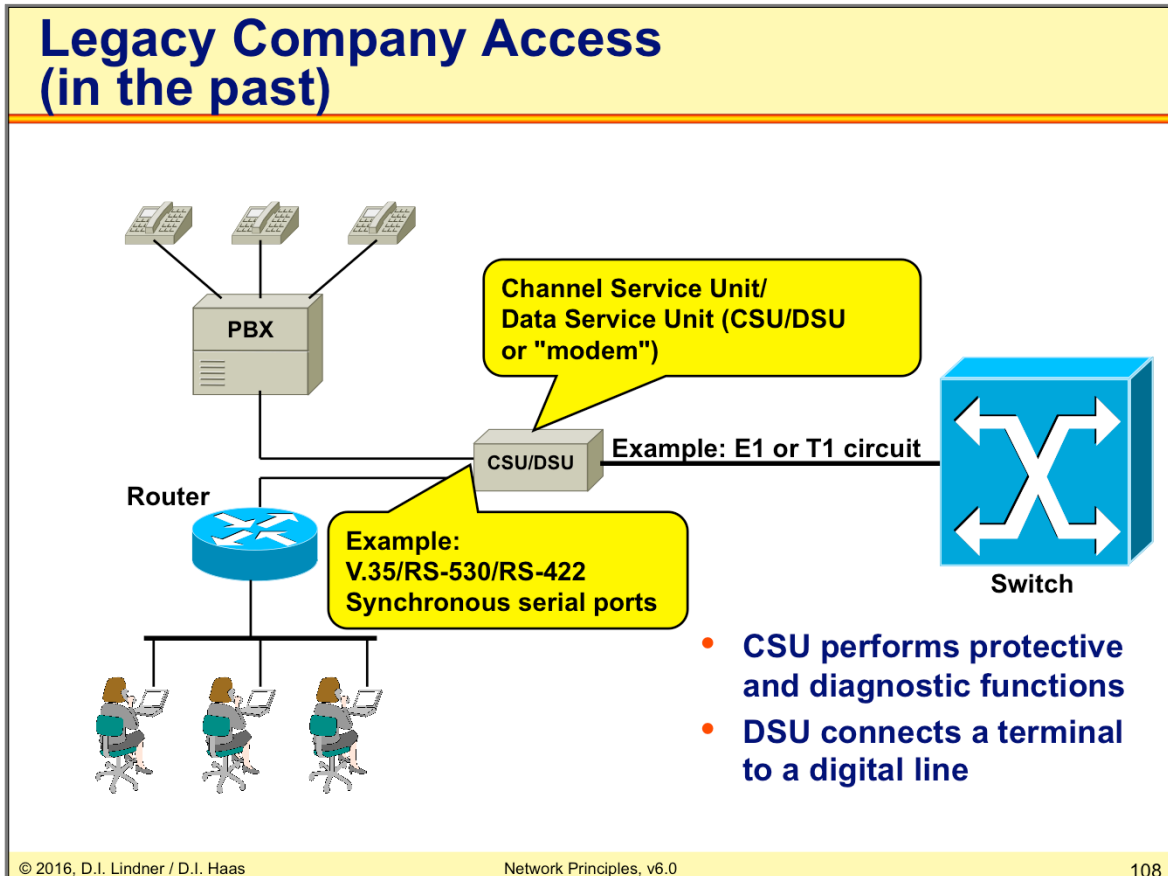 Legacy Company Access
(in the past)
PBX
Channel Service Unit/
Data Service Unit (CSU/DSU
or "modem")
CSU/DSU
Example: E1 or T1 circuit
Router
Example:
V.35/RS-530/RS-422
Synchronous serial ports
Switch
• CSU performs protective
and diagnostic functions
• DSU connects a terminal
to a digital line
© 2016, D.I. Lindner / D.I. Haas
Network Principles, v6.0
108